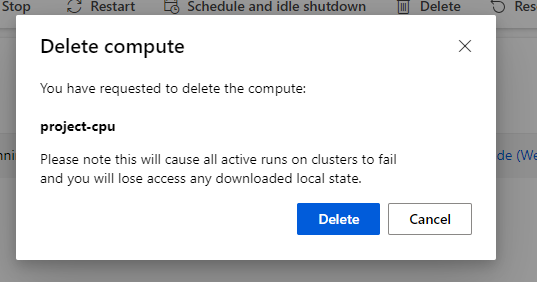 Stop Restart Schedule and idle shutdown Delete Res
Delete compute
You have requested to delete the compute:
project-cpu
nni de (We
Please note this will cause all active runs on clusters to fail
and you will lose access any downloaded local state.
Delete Cancel